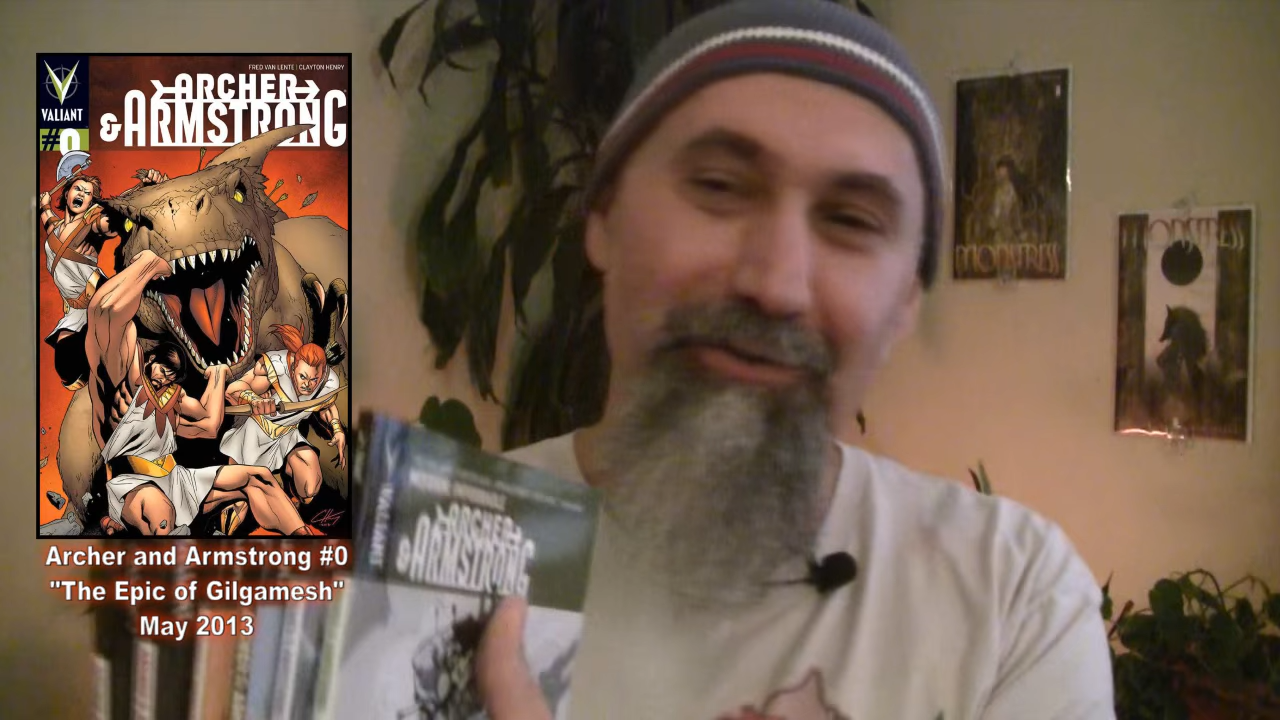 FRED VAN LENTE | CLAYTON HENRY
VALIANT
#0
ARCHER
&ARMSTRONG
Archer and Armstrong #0
"The Epic of Gilgamesh"
May 2013
VALIANT
ARCHER
&ARMSTRONG
MONSTRESS
MONSTRESS